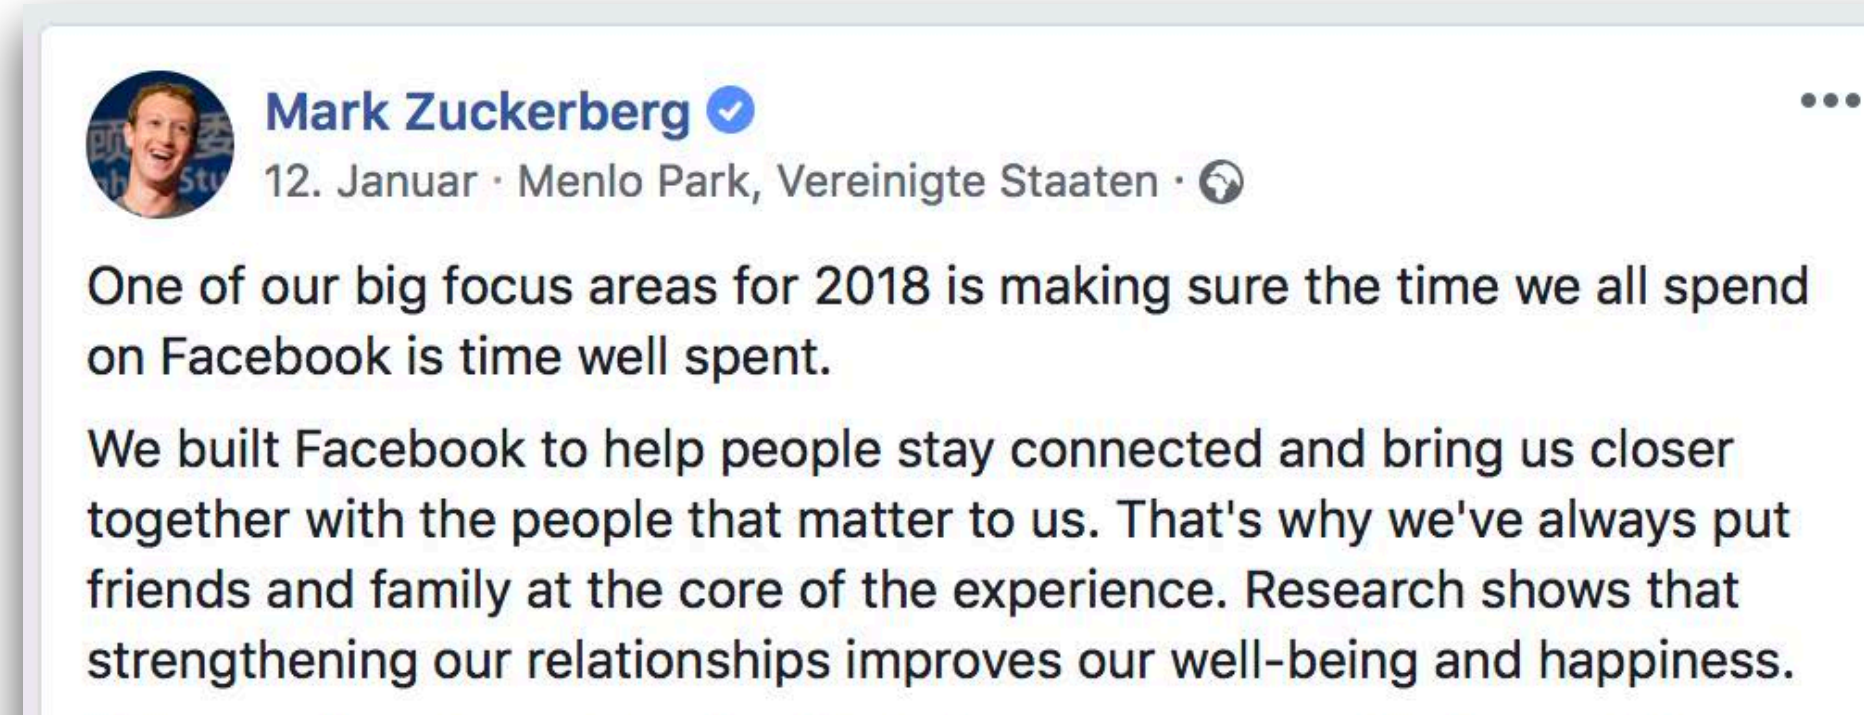 Mark Zuckerberg
12. Januar · Menlo Park, Vereinigte Staaten ·
One of our big focus areas for 2018 is making sure the time we all spend
on Facebook is time well spent.
We built Facebook to help people stay connected and bring us closer
together with the people that matter to us. That's why we've always put
friends and family at the core of the experience. Research shows that
strengthening our relationships improves our well-being and happiness.